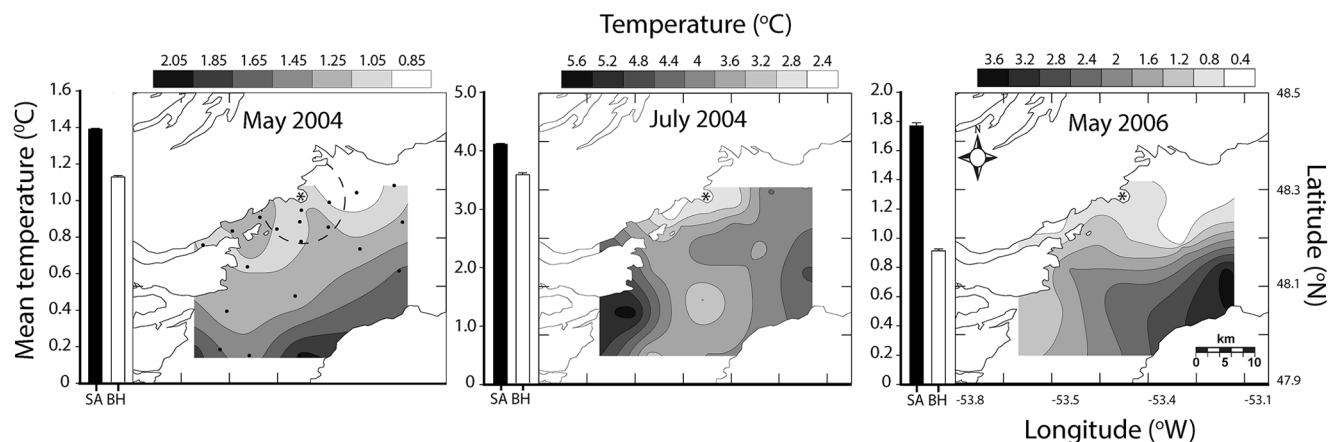 Temperature (°C)
2.05 1.85 1.65 1.45 1.25 1.05 0.85
5.6 5.2 4.8 4.4 4 3.6 3.2 2.8 2.4
3.6 3.2 2.8 2.4 2 1.6 1.2 0.8 0.4
Mean temperature (°C)
1.6
1.4
1.2
1.0
0.8
0.6
0.4
0.2
0
SA BH
May 2004
*
5.0
4.0
3.0
2.0
1.0
0
SA BH
July 2004
*
2.0
1.8
1.6
1.4
1.2
1.0
0.8
0.6
0.4
0.2
0
SA BH
May 2006
N
*
km
0 5 10
48.5
48.3
48.1
47.9
Latitude (°N)
-53.8 -53.5 -53.4 -53.1
Longitude (°W)